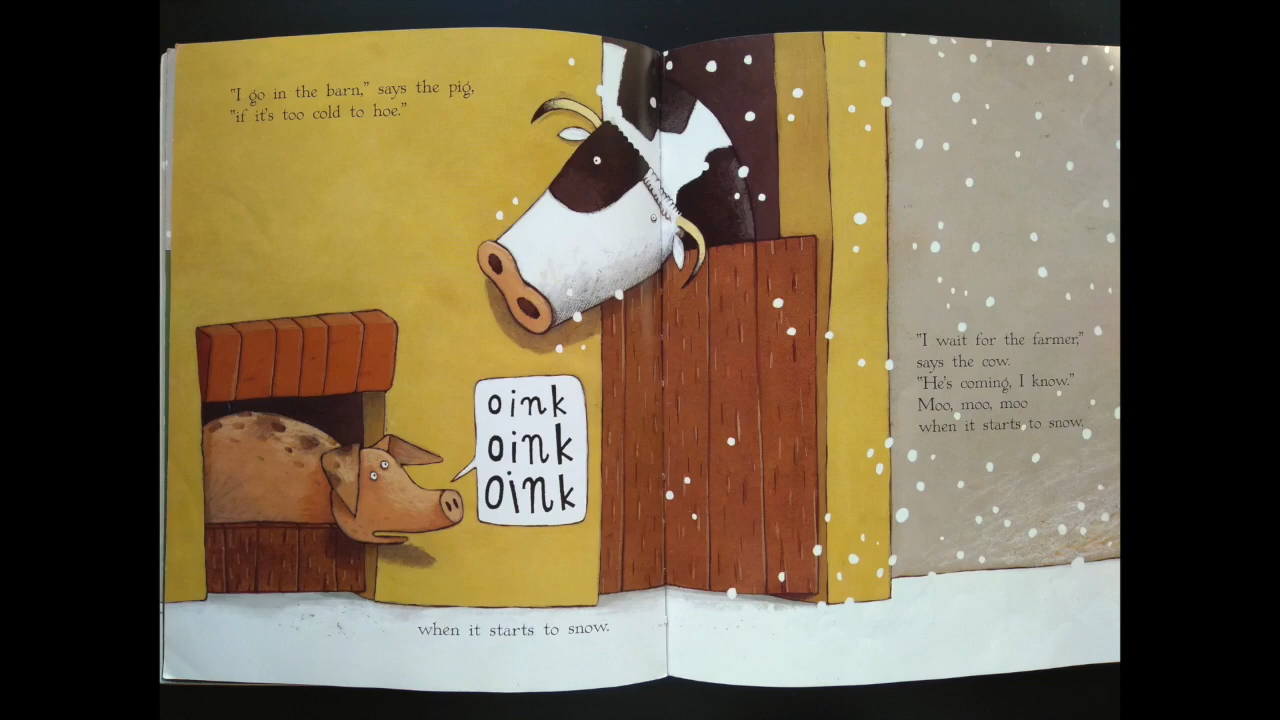 "I go in the barn," says the pig,
"if it's too cold to hoe."
oink
oink
oink
when it starts to snow.
"I wait for the farmer,"
says the cow.
"He's coming, I know."
Moo, moo, moo
when it starts to snow.